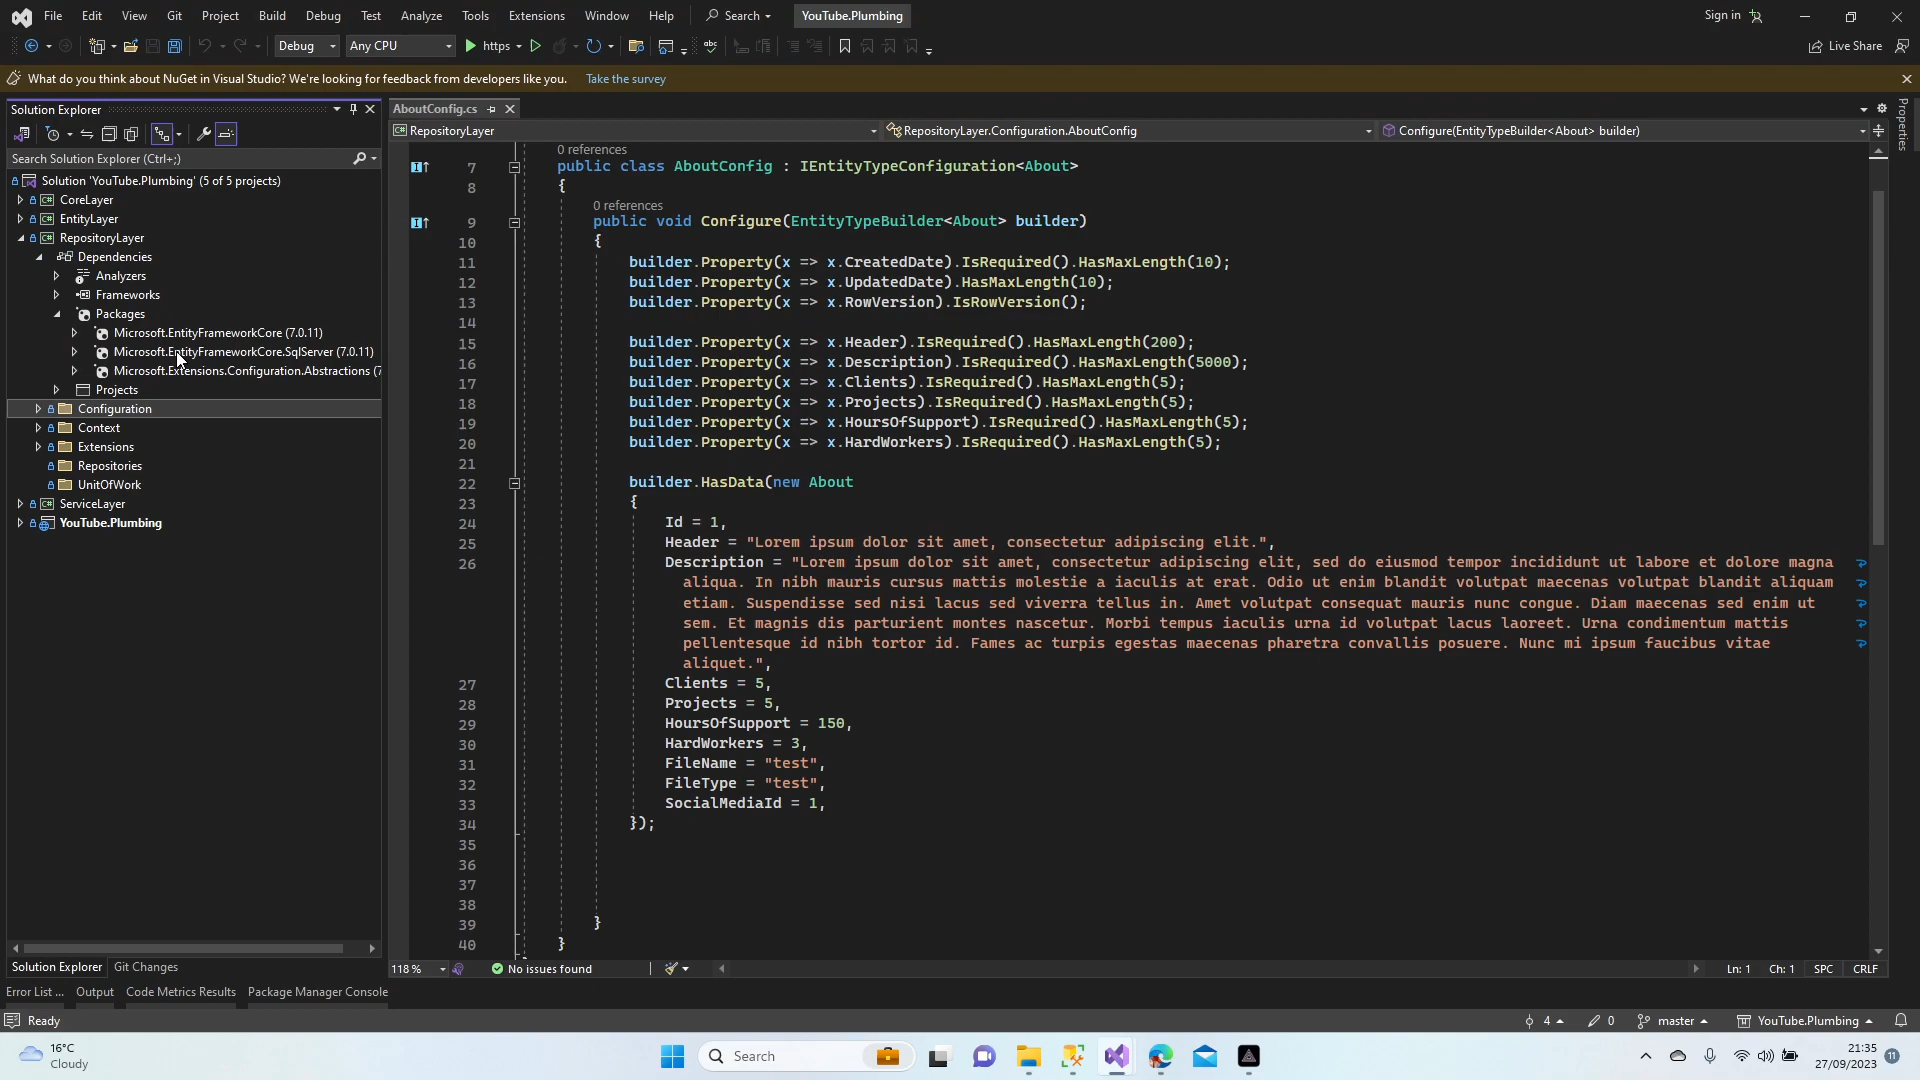 File Edit View Git Project Build Debug Test Analyze Tools Extensions Window Help Search YouTube.Plumbing Sign in
Debug Any CPU https Live Share
What do you think about NuGet in Visual Studio? We're looking for feedback from developers like you. Take the survey
Solution Explorer
Search Solution Explorer (Ctrl+;)
Solution 'YouTube.Plumbing' (5 of 5 projects)
CoreLayer
EntityLayer
RepositoryLayer
Dependencies
Analyzers
Frameworks
Packages
Microsoft.EntityFrameworkCore (7.0.11)
Microsoft.EntityFrameworkCore.SqlServer (7.0.11)
Microsoft.Extensions.Configuration.Abstractions (7
Projects
Configuration
Context
Extensions
Repositories
UnitOfWork
ServiceLayer
YouTube.Plumbing
Solution Explorer Git Changes
AboutConfig.cs
RepositoryLayer RepositoryLayer.Configuration.AboutConfig Configure(EntityTypeBuilder<About> builder)
Properties
0 references
7 public class AboutConfig : IEntityTypeConfiguration<About>
8 {
0 references
9 public void Configure(EntityTypeBuilder<About> builder)
10 {
11 builder.Property(x => x.CreatedDate).IsRequired().HasMaxLength(10);
12 builder.Property(x => x.UpdatedDate).HasMaxLength(10);
13 builder.Property(x => x.RowVersion).IsRowVersion();
14
15 builder.Property(x => x.Header).IsRequired().HasMaxLength(200);
16 builder.Property(x => x.Description).IsRequired().HasMaxLength(5000);
17 builder.Property(x => x.Clients).IsRequired().HasMaxLength(5);
18 builder.Property(x => x.Projects).IsRequired().HasMaxLength(5);
19 builder.Property(x => x.HoursOfSupport).IsRequired().HasMaxLength(5);
20 builder.Property(x => x.HardWorkers).IsRequired().HasMaxLength(5);
21
22 builder.HasData(new About
23 {
24 Id = 1,
25 Header = "Lorem ipsum dolor sit amet, consectetur adipiscing elit.",
26 Description = "Lorem ipsum dolor sit amet, consectetur adipiscing elit, sed do eiusmod tempor incididunt ut labore et dolore magna
aliqua. In nibh mauris cursus mattis molestie a iaculis at erat. Odio ut enim blandit volutpat maecenas volutpat blandit aliquam
etiam. Suspendisse sed nisi lacus sed viverra tellus in. Amet volutpat consequat mauris nunc congue. Diam maecenas sed enim ut
sem. Et magnis dis parturient montes nascetur. Morbi tempus iaculis urna id volutpat lacus laoreet. Urna condimentum mattis
pellentesque id nibh tortor id. Fames ac turpis egestas maecenas pharetra convallis posuere. Nunc mi ipsum faucibus vitae
aliquet.",
27 Clients = 5,
28 Projects = 5,
29 HoursOfSupport = 150,
30 HardWorkers = 3,
31 FileName = "test",
32 FileType = "test",
33 SocialMediaId = 1,
34 });
35
36
37
38
39 }
40 }
118 % No issues found Ln: 1 Ch: 1 SPC CRLF
Error List ... Output Code Metrics Results Package Manager Console
Ready 4 0 master YouTube.Plumbing
16°C
Cloudy
Search
21:35
27/09/2023
11